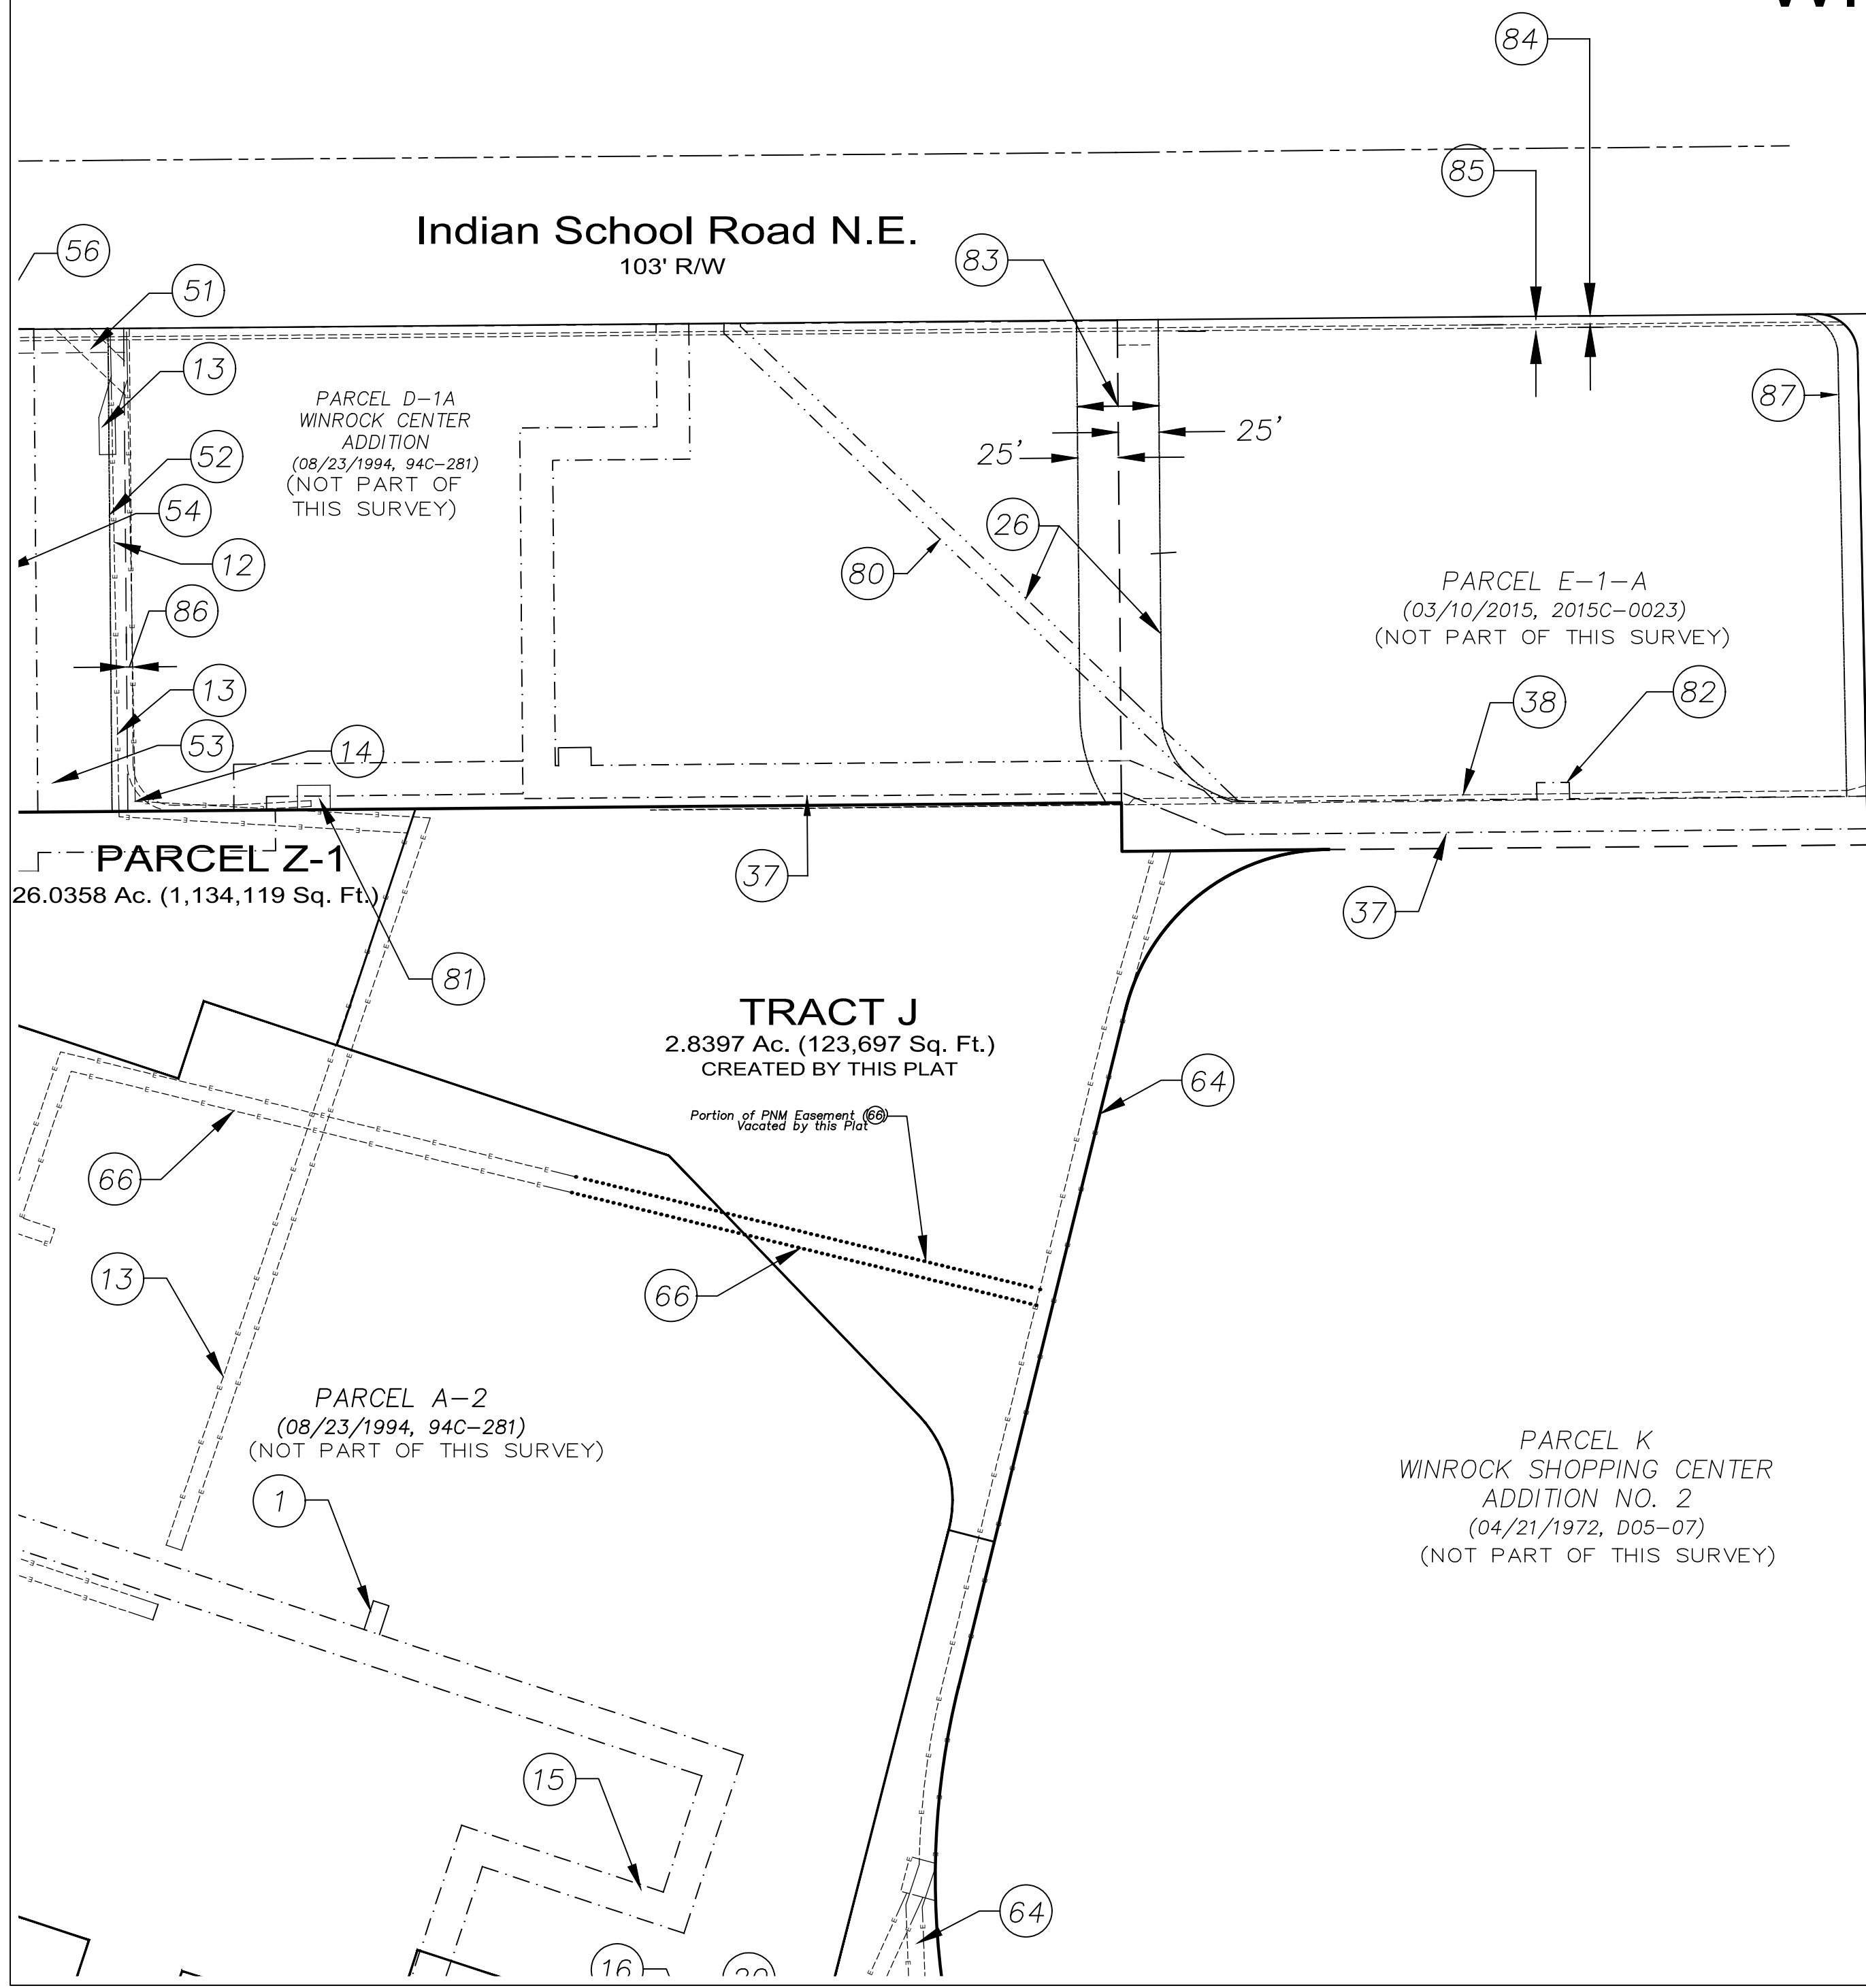 84
85
Indian School Road N.E.
103' R/W
56
83
51
13
87
PARCEL D-1A
WINROCK CENTER
ADDITION
(08/23/1994, 94C-281)
(NOT PART OF
THIS SURVEY)
25'
25'
52
54
26
12
80
PARCEL E-1-A
(03/10/2015, 2015C-0023)
(NOT PART OF THIS SURVEY)
86
13
38
82
53
14
PARCEL Z-1
26.0358 Ac. (1,134,119 Sq. Ft.)
37
37
81
TRACT J
2.8397 Ac. (123,697 Sq. Ft.)
CREATED BY THIS PLAT
64
Portion of PNM Easement (66)
Vacated by this Plat
66
13
66
PARCEL A-2
(08/23/1994, 94C-281)
(NOT PART OF THIS SURVEY)
PARCEL K
WINROCK SHOPPING CENTER
ADDITION NO. 2
(04/21/1972, D05-07)
(NOT PART OF THIS SURVEY)
1
15
64
16